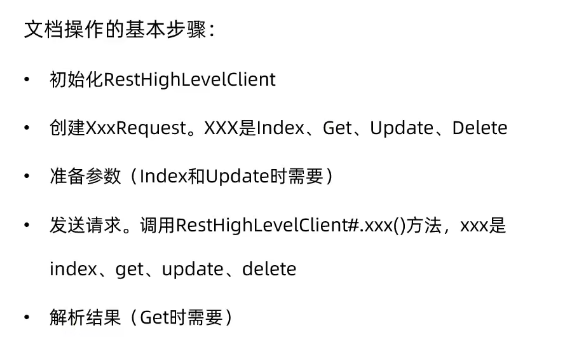 文档操作的基本步骤：
• 初始化RestHighLevelClient
• 创建XxxRequest。XXX是Index、Get、Update、Delete
• 准备参数（Index和Update时需要）
• 发送请求。调用RestHighLevelClient#.xxx()方法，xxx是
index、get、update、delete
• 解析结果（Get时需要）